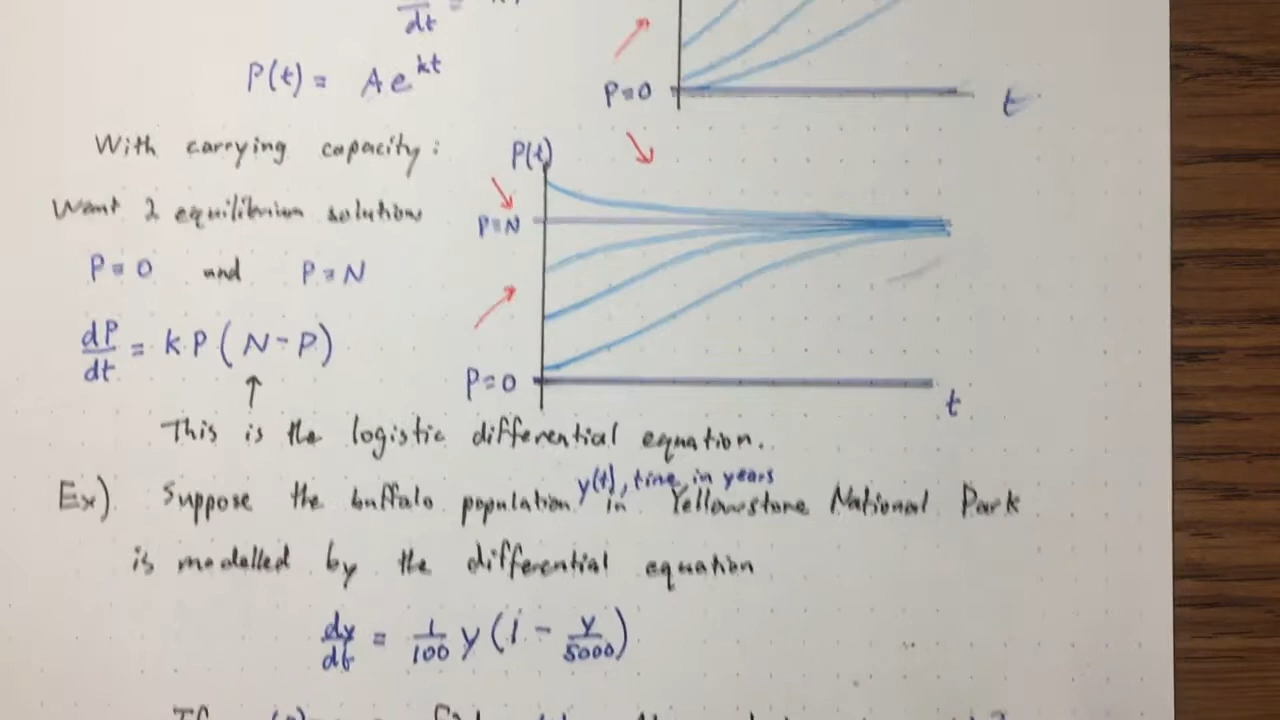 dt =
P(t) = Ae^{kt}
P=0
t
With carrying capacity:
Want 2 equilibrium solutions
P=0 and P=N
dP/dt = kP(N-P)
↑
P(t)
P=N
P=0
t
This is the logistic differential equation.
Ex) Suppose the buffalo population y(t), time in years in Yellowstone National Park
is modelled by the differential equation
dy/dt = 1/100 y(1 - y/5000)